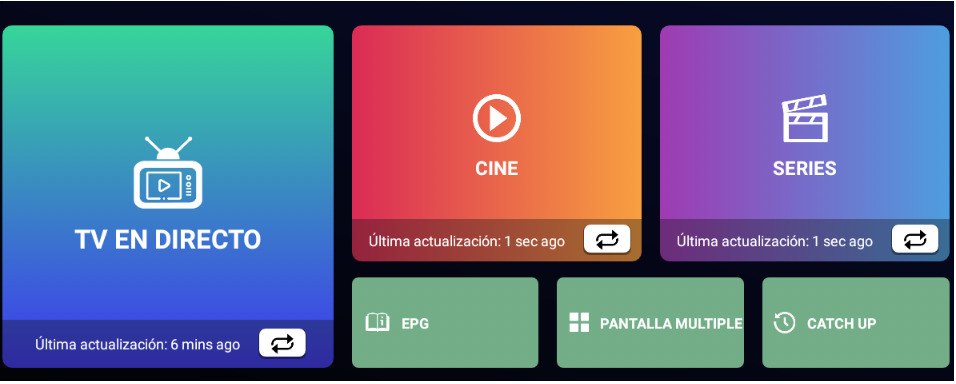 TV EN DIRECTO
Última actualización: 6 mins ago
CINE
Última actualización: 1 sec ago
SERIES
Última actualización: 1 sec ago
EPG
PANTALLA MULTIPLE
CATCH UP